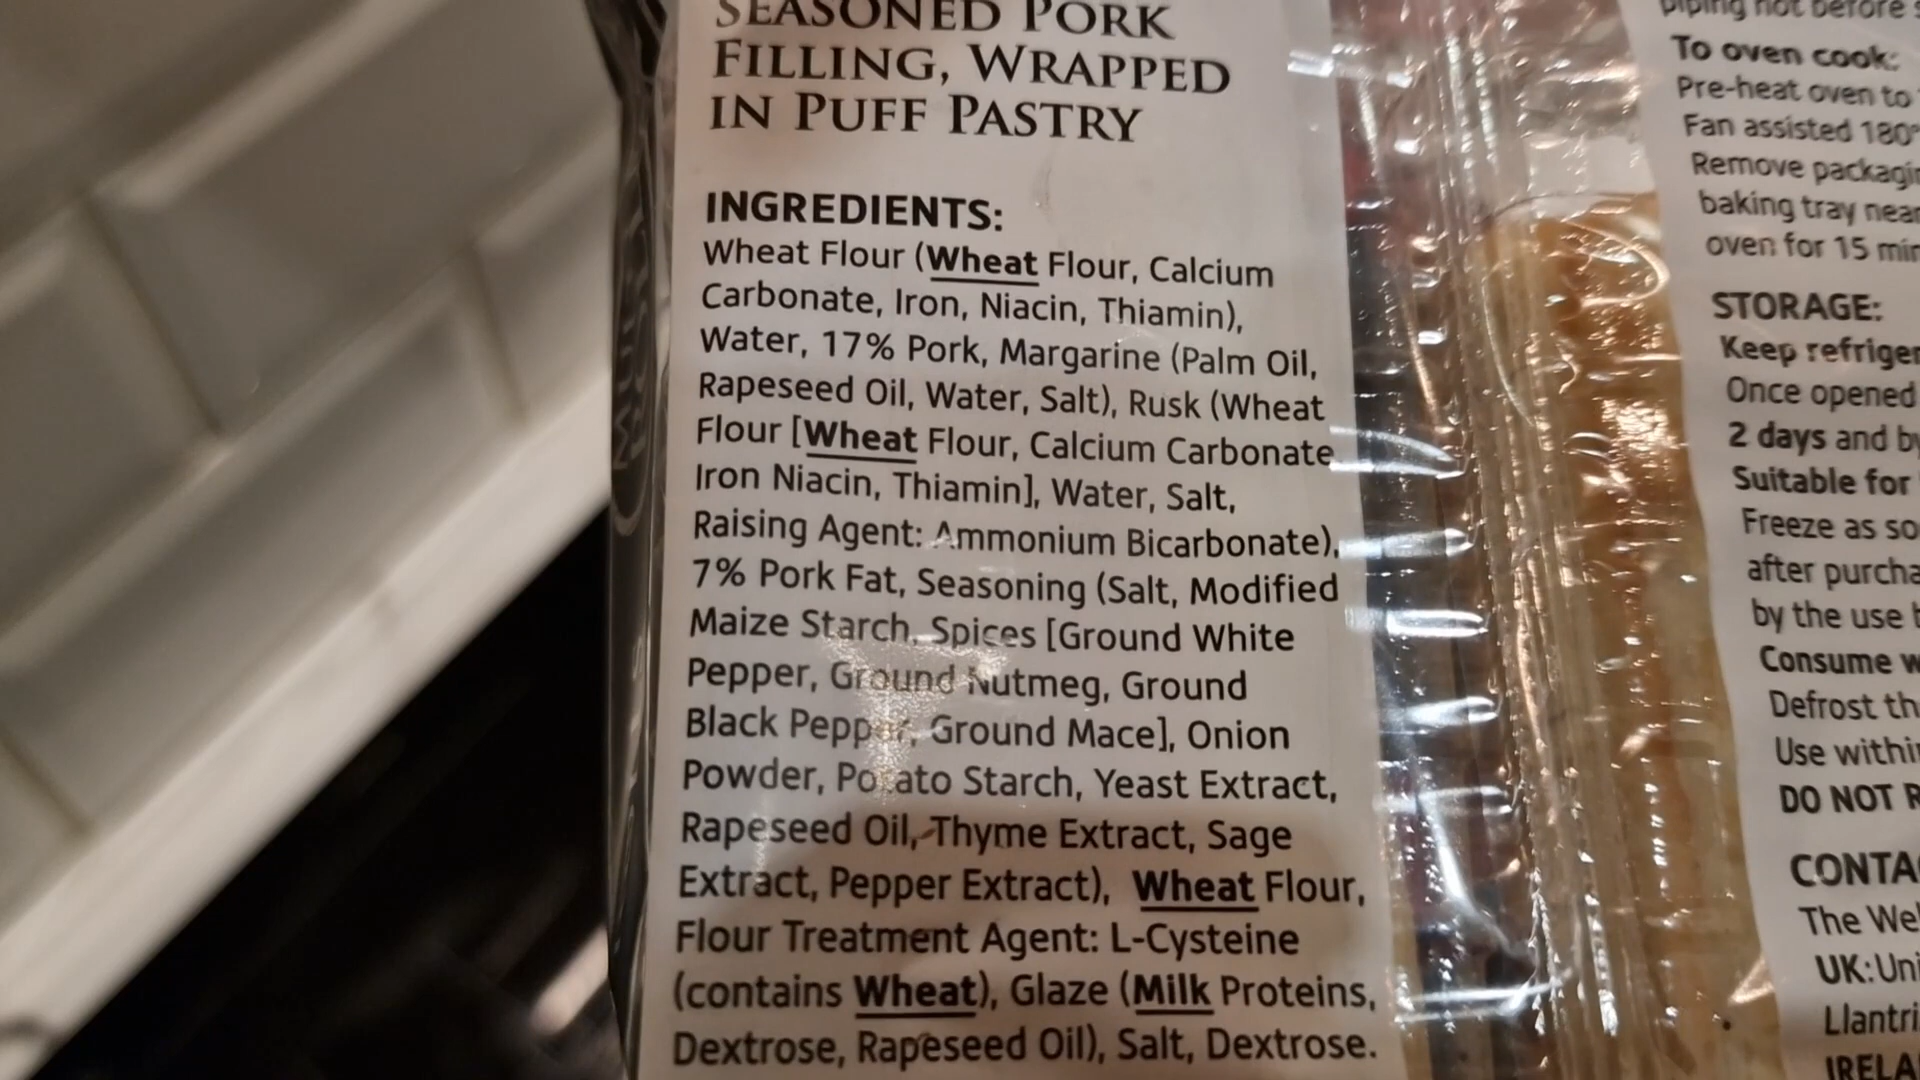 SEASONED PORK
FILLING, WRAPPED
IN PUFF PASTRY
INGREDIENTS:
Wheat Flour (Wheat Flour, Calcium
Carbonate, Iron, Niacin, Thiamin),
Water, 17% Pork, Margarine (Palm Oil,
Rapeseed Oil, Water, Salt), Rusk (Wheat
Flour [Wheat Flour, Calcium Carbonate
Iron Niacin, Thiamin], Water, Salt,
Raising Agent: Ammonium Bicarbonate),
7% Pork Fat, Seasoning (Salt, Modified
Maize Starch, Spices [Ground White
Pepper, Ground Nutmeg, Ground
Black Pepper, Ground Mace], Onion
Powder, Potato Starch, Yeast Extract,
Rapeseed Oil, Thyme Extract, Sage
Extract, Pepper Extract), Wheat Flour,
Flour Treatment Agent: L-Cysteine
(contains Wheat), Glaze (Milk Proteins,
Dextrose, Rapeseed Oil), Salt, Dextrose.
piping hot before
To oven cook:
Pre-heat oven to
Fan assisted 180°
Remove
baking tray
oven for 15
STORAGE:
Keep
Once opened
2 days and
Suitable for
Freeze as
after
by the use
Consume
Defrost
Use
DO NOT
The
UK: